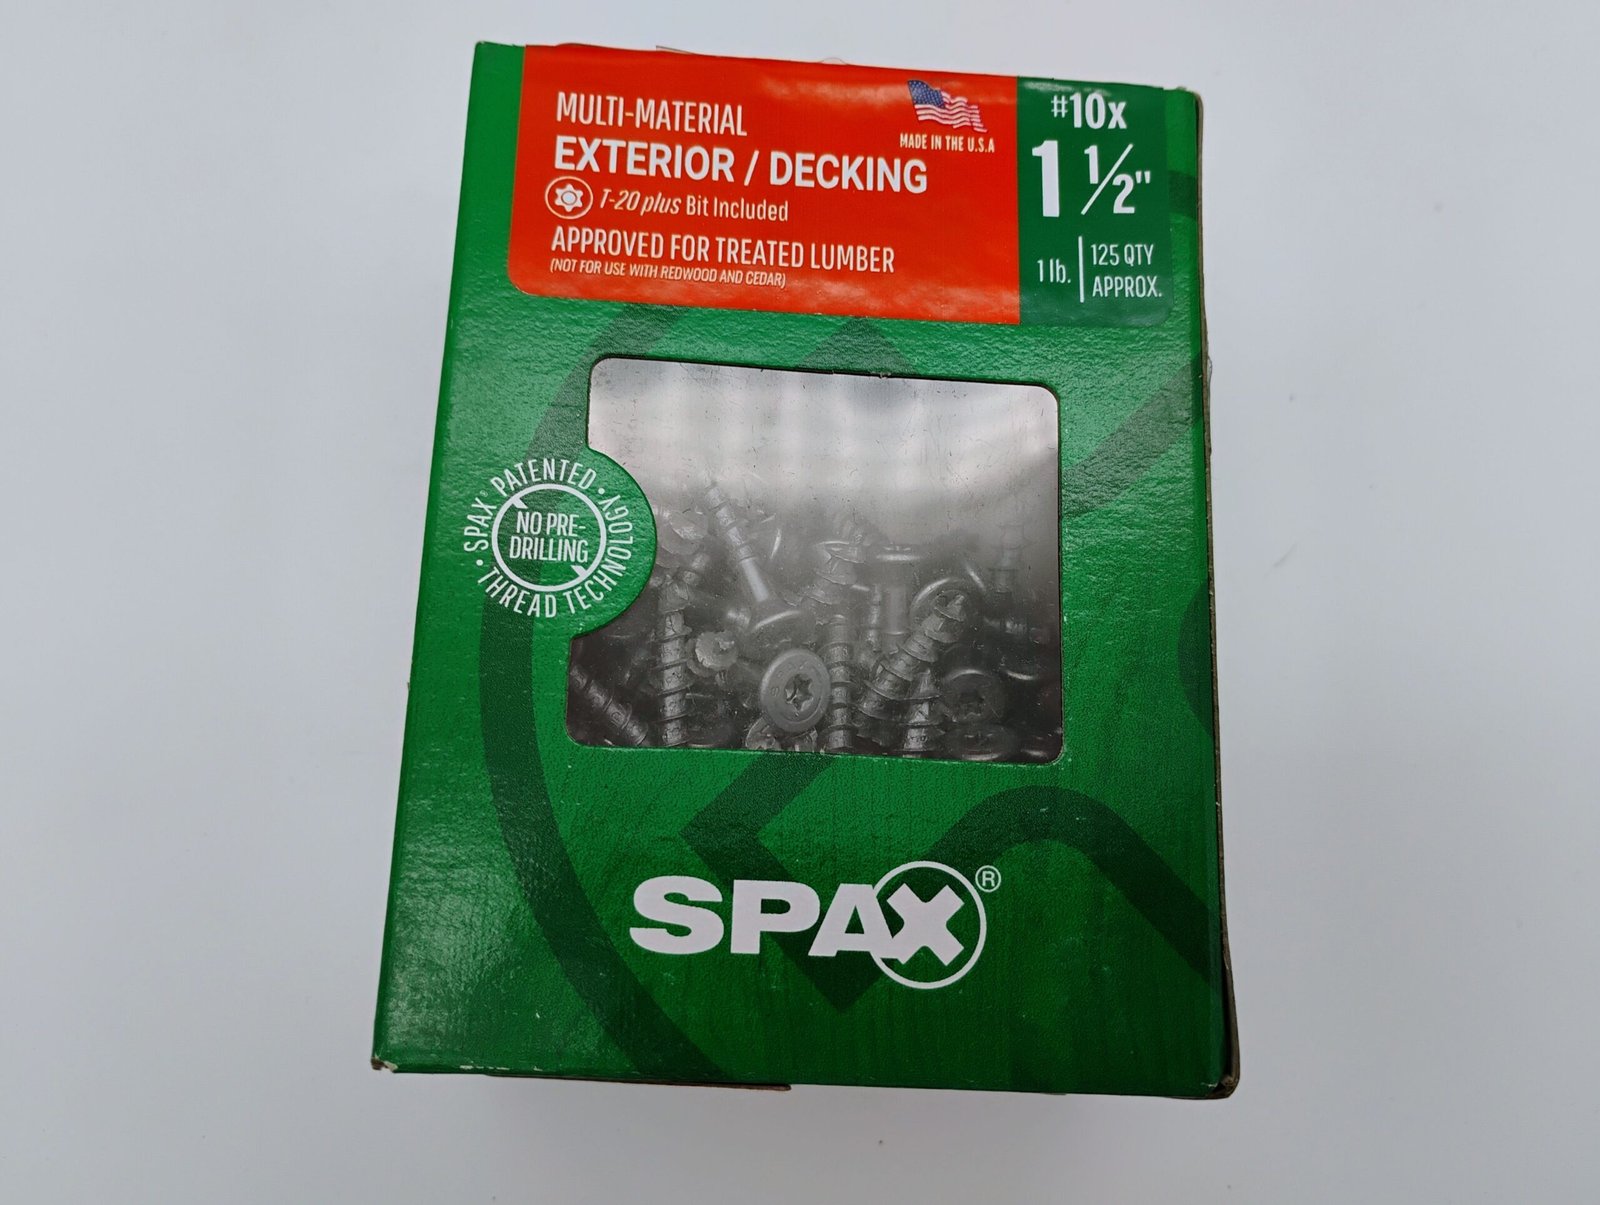 MULTI-MATERIAL
EXTERIOR / DECKING
T-20 plus Bit Included
APPROVED FOR TREATED LUMBER
(NOT FOR USE WITH REDWOOD AND CEDAR)
MADE IN THE U.S.A
#10x
1 1/2"
1 lb.
125 QTY
APPROX.
SPAX® PATENTED • THREAD TECHNOLOGY •
NO PRE-
DRILLING
SPAX®